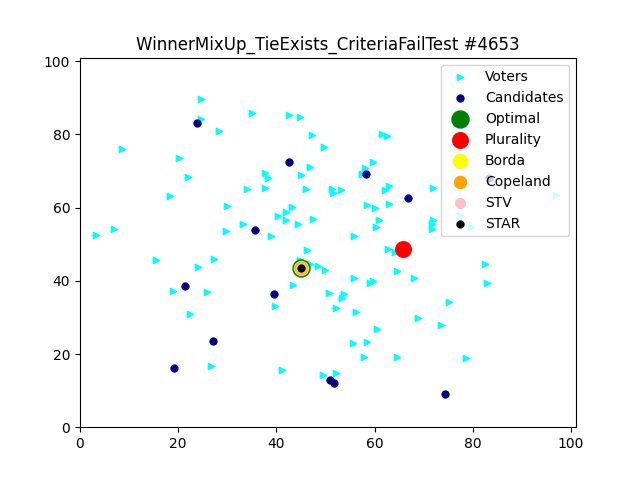 WinnerMixUp_TieExists_CriteriaFailTest #4653
100
80
60
40
20
0
0
20
40
60
80
100
Voters
Candidates
Optimal
Plurality
Borda
Copeland
STV
STAR